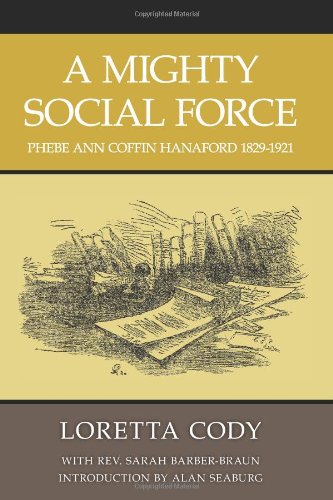 A MIGHTY
SOCIAL FORCE
PHEBE ANN COFFIN HANAFORD 1829-1921
LORETTA CODY
WITH REV. SARAH BARBER-BRAUN
INTRODUCTION BY ALAN SEABURG